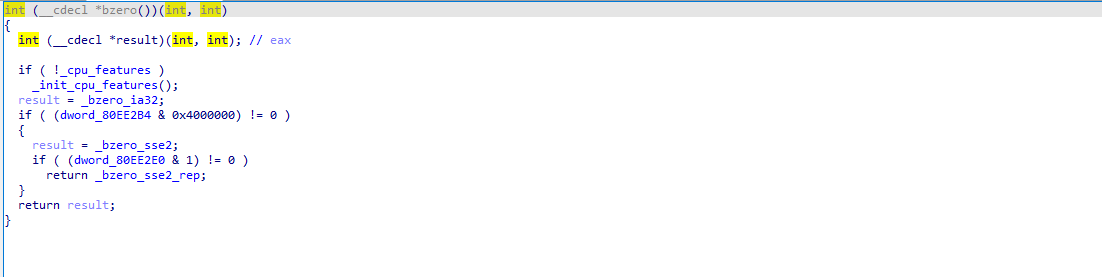 int (__cdecl *bzero())(int, int)
{
  int (__cdecl *result)(int, int); // eax
  if ( !_cpu_features )
    _init_cpu_features();
  result = _bzero_ia32;
  if ( (dword_80EE2B4 & 0x4000000) != 0 )
  {
    result = _bzero_sse2;
    if ( (dword_80EE2E0 & 1) != 0 )
      return _bzero_sse2_rep;
  }
  return result;
}